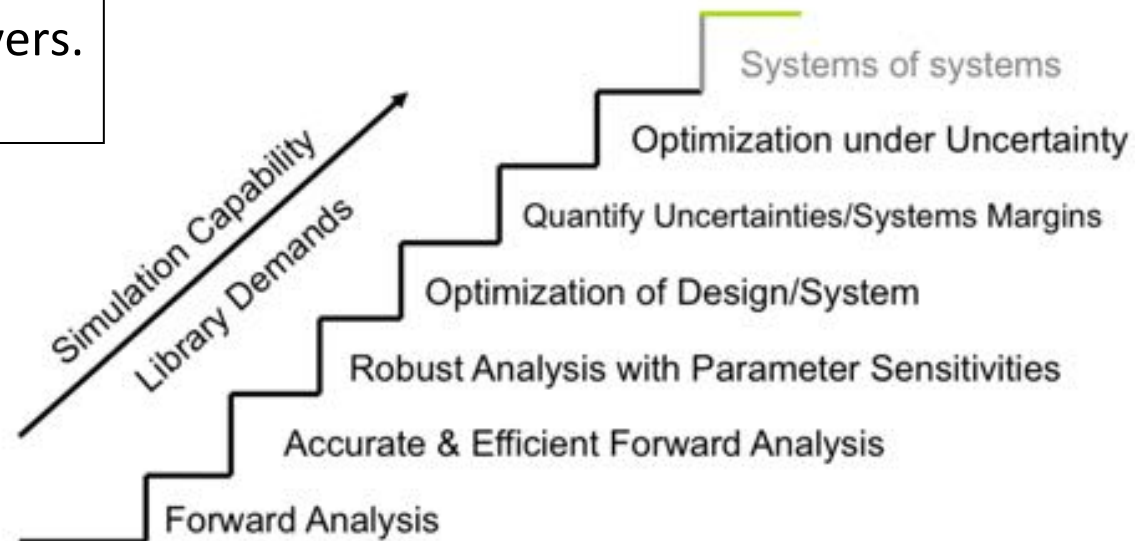 Systems of systems
Optimization under Uncertainty
Quantify Uncertainties/Systems Margins
Optimization of Design/System
Robust Analysis with Parameter Sensitivities
Accurate & Efficient Forward Analysis
Forward Analysis
Simulation Capability
Library Demands